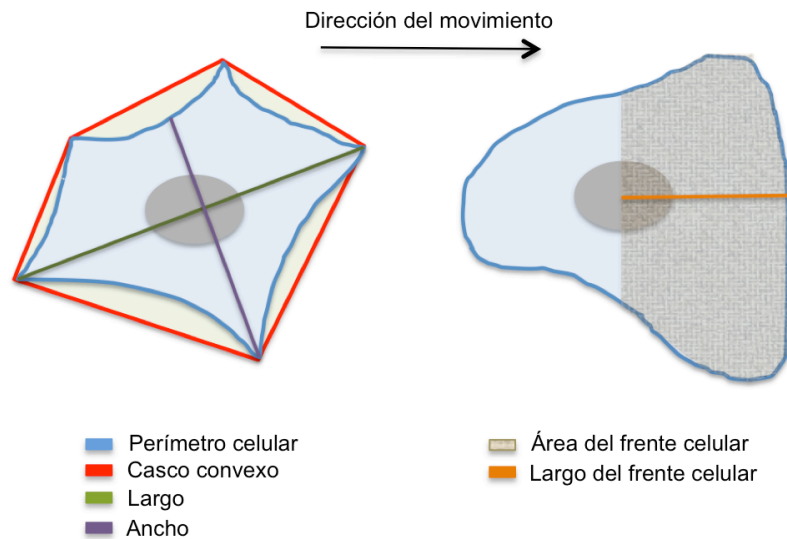 Dirección del movimiento
Perímetro celular
Casco convexo
Largo
Ancho
Área del frente celular
Largo del frente celular